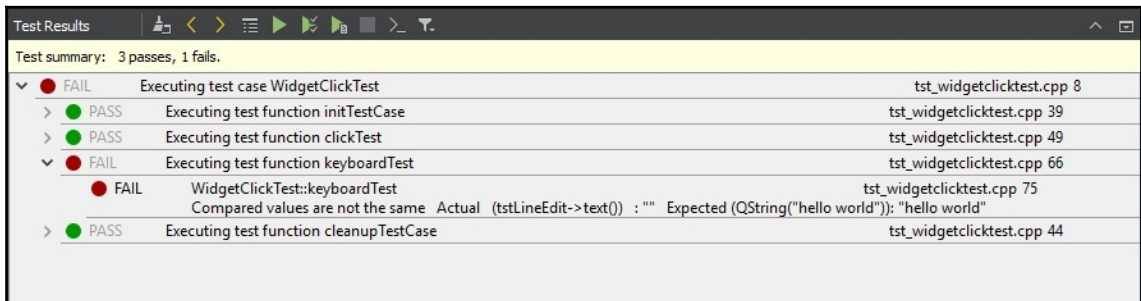 Test Results
Test summary: 3 passes, 1 fails.
FAIL Executing test case WidgetClickTest tst_widgetclicktest.cpp 8
PASS Executing test function initTestCase tst_widgetclicktest.cpp 39
PASS Executing test function clickTest tst_widgetclicktest.cpp 49
FAIL Executing test function keyboardTest tst_widgetclicktest.cpp 66
FAIL WidgetClickTest::keyboardTest tst_widgetclicktest.cpp 75
Compared values are not the same Actual (tstLineEdit->text()) : "" Expected (QString("hello world")): "hello world"
PASS Executing test function cleanupTestCase tst_widgetclicktest.cpp 44